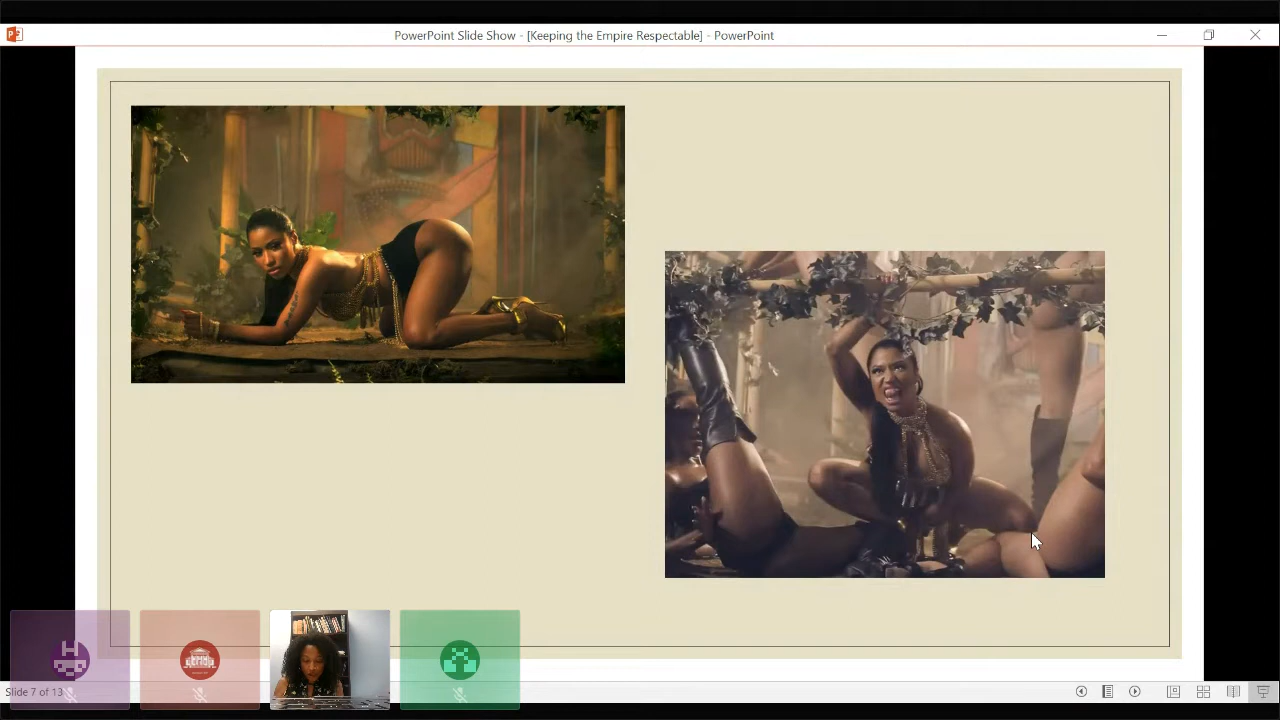 PowerPoint Slide Show - [Keeping the Empire Respectable] - PowerPoint
Slide 7 of 13